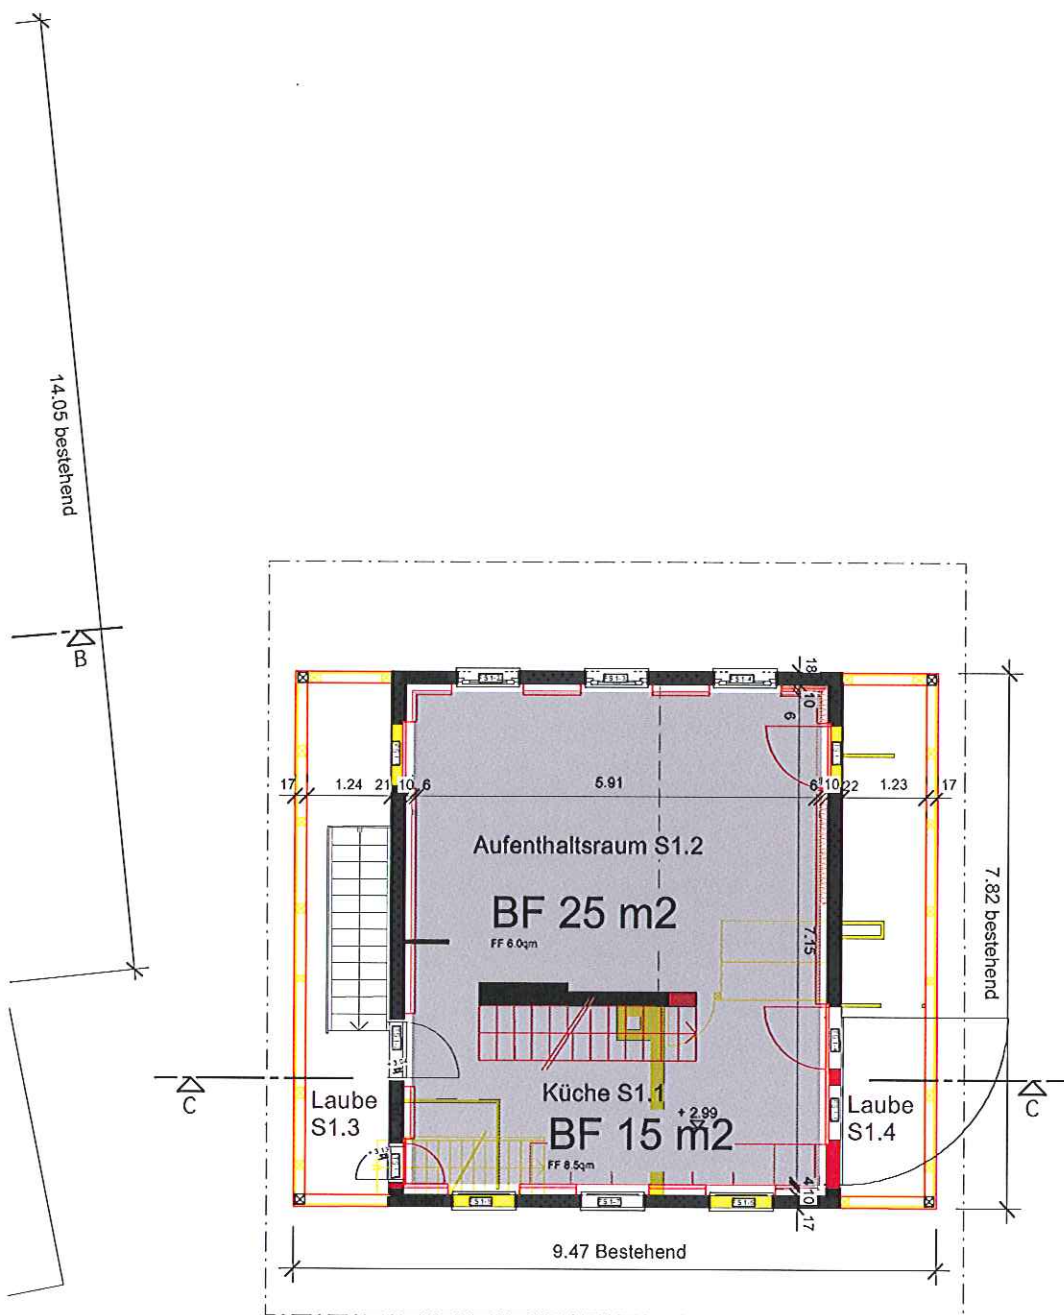 14.05 bestehend
B
18
10
6
17
1.24
21
10
6
5.91
6
10
22
1.23
17
Aufenthaltsraum S1.2
BF 25 m2
FF 6.0qm
7.15
7.82 bestehend
C
Laube
S1.3
Küche S1.1
+ 2.99
BF 15 m2
FF 8.5qm
Laube
S1.4
C
4
10
17
9.47 Bestehend